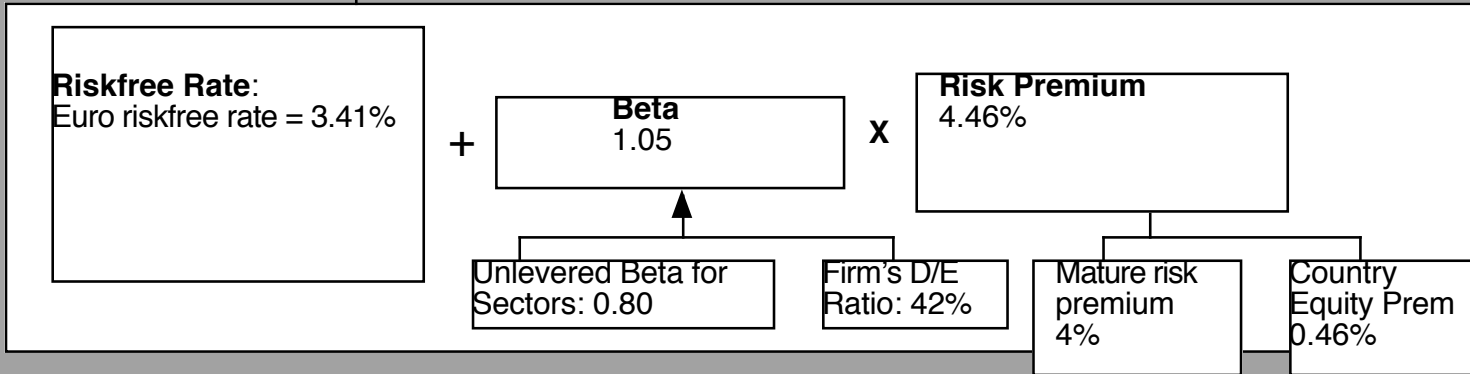 Riskfree Rate:
Euro riskfree rate = 3.41%
+
Beta
1.05
X
Risk Premium
4.46%
Unlevered Beta for
Sectors: 0.80
Firm's D/E
Ratio: 42%
Mature risk
premium
4%
Country
Equity Prem
0.46%